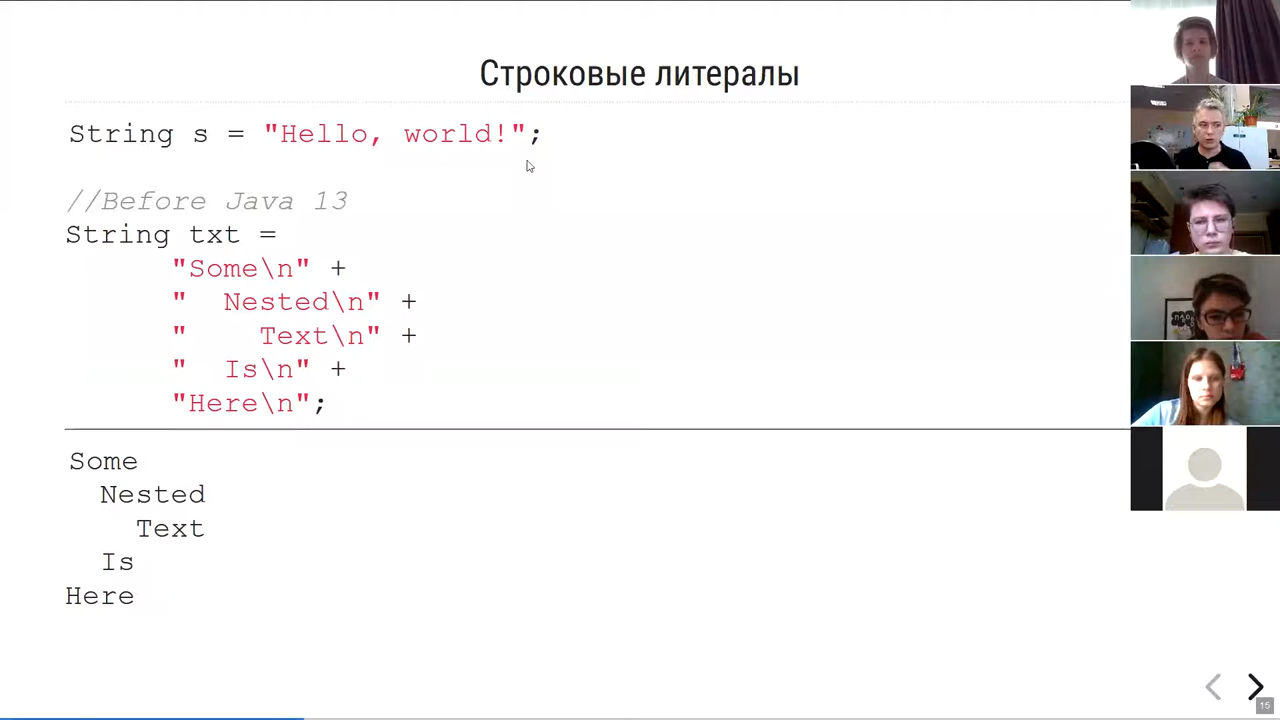 Строковые литералы
String s = "Hello, world!";
//Before Java 13
String txt =
"Some\n" +
"  Nested\n" +
"    Text\n" +
"  Is\n" +
"Here\n";
Some
  Nested
    Text
  Is
Here
15